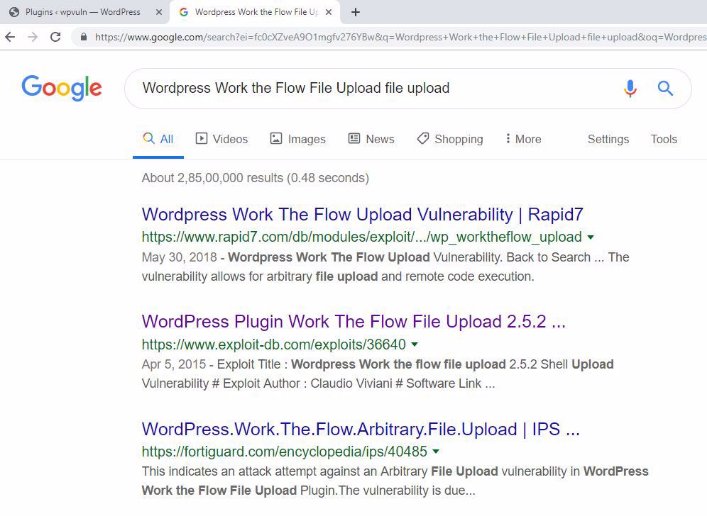 Plugins ‹ wpvuln — WordPress
Wordpress Work the Flow File U
https://www.google.com/search?ei=fc0cXZveA9O1mgfv276Y8w&q=Wordpress+Work+the+Flow+File+Upload+file+upload&oq=Wordpres
Google
Wordpress Work the Flow File Upload file upload
All Videos Images News Shopping More Settings Tools
About 2,85,00,000 results (0.48 seconds)
Wordpress Work The Flow Upload Vulnerability | Rapid7
https://www.rapid7.com/db/modules/exploit/.../wp_worktheflow_upload
May 30, 2018 - Wordpress Work The Flow Upload Vulnerability. Back to Search ... The
vulnerability allows for arbitrary file upload and remote code execution.
WordPress Plugin Work The Flow File Upload 2.5.2 ...
https://www.exploit-db.com/exploits/36640
Apr 5, 2015 - Exploit Title : Wordpress Work the flow file upload 2.5.2 Shell Upload
Vulnerability # Exploit Author : Claudio Viviani # Software Link ...
WordPress.Work.The.Flow.Arbitrary.File.Upload | IPS ...
https://fortiguard.com/encyclopedia/ips/40485
This indicates an attack attempt against an Arbitrary File Upload vulnerability in WordPress
Work the Flow File Upload Plugin.The vulnerability is due...